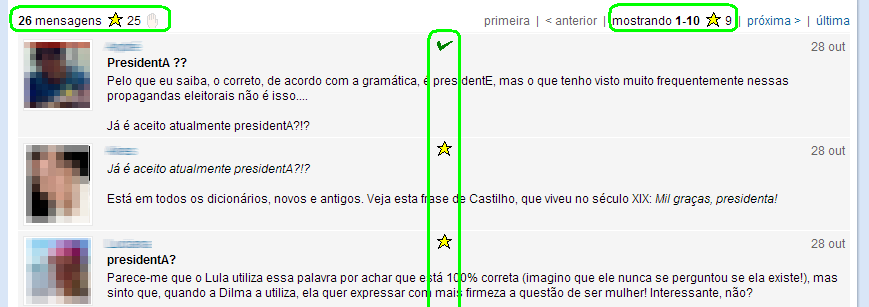 26 mensagens 25 primeira | < anterior | mostrando 1-10 9 | próxima > | última
28 out
PresidentA ??
Pelo que eu saiba, o correto, de acordo com a gramática, é presidentE, mas o que tenho visto muito frequentemente nessas
propagandas eleitorais não é isso....
Já é aceito atualmente presidentA?!?
28 out
Já é aceito atualmente presidentA?!?
Está em todos os dicionários, novos e antigos. Veja esta frase de Castilho, que viveu no século XIX: Mil graças, presidenta!
28 out
presidentA?
Parece-me que o Lula utiliza essa palavra por achar que está 100% correta (imagino que ele nunca se perguntou se ela existe!), mas
sinto que, quando a Dilma a utiliza, ela quer expressar com mais firmeza a questão de ser mulher! Interessante, não?